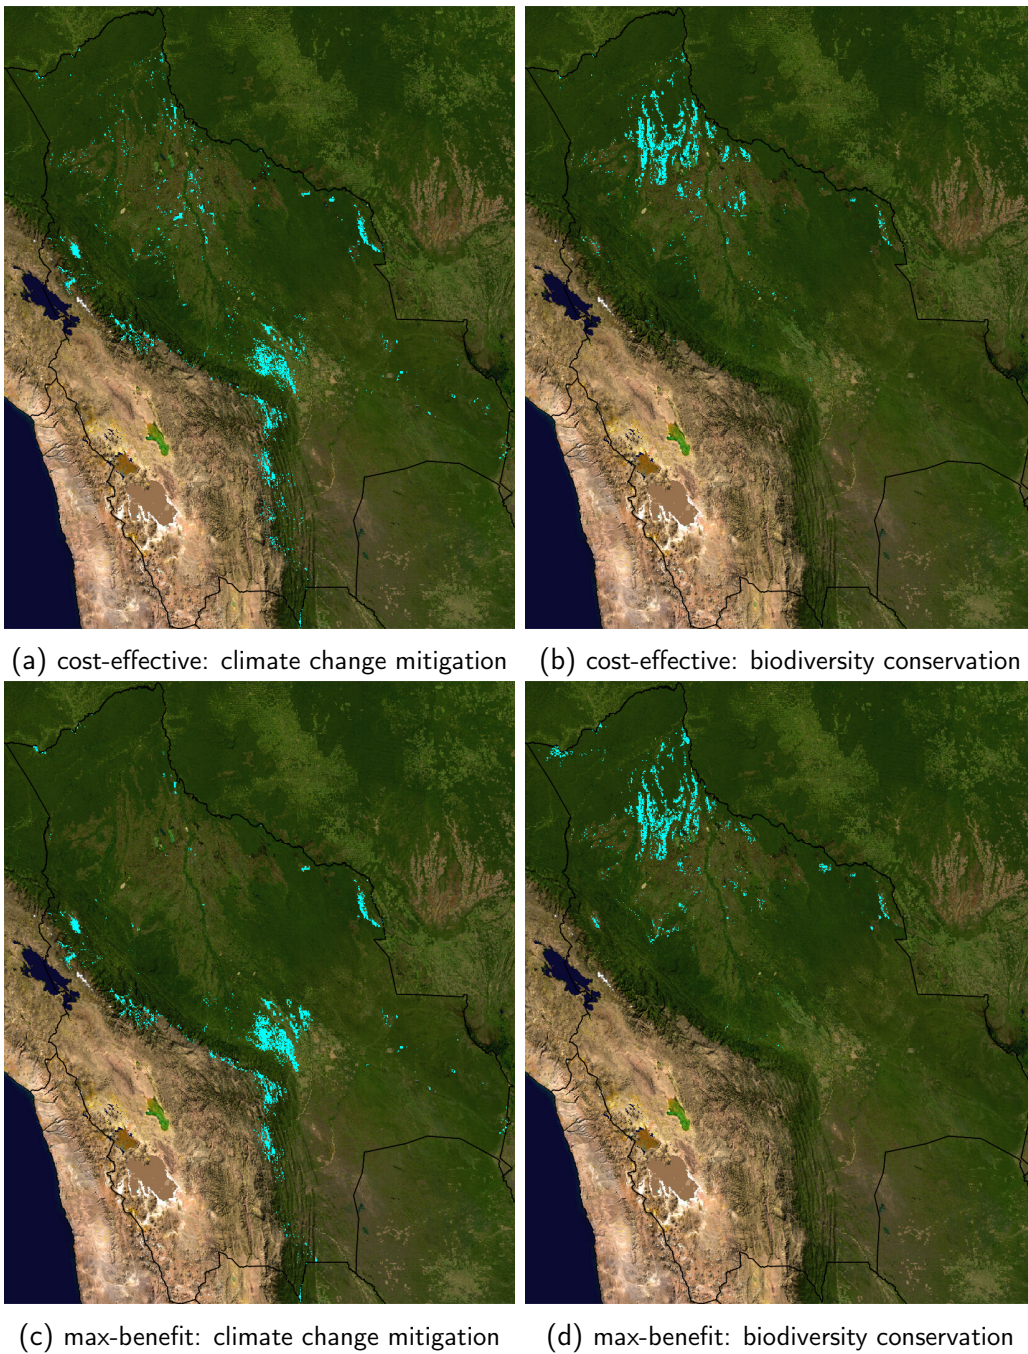 (a) cost-effective: climate change mitigation
(b) cost-effective: biodiversity conservation
(c) max-benefit: climate change mitigation
(d) max-benefit: biodiversity conservation